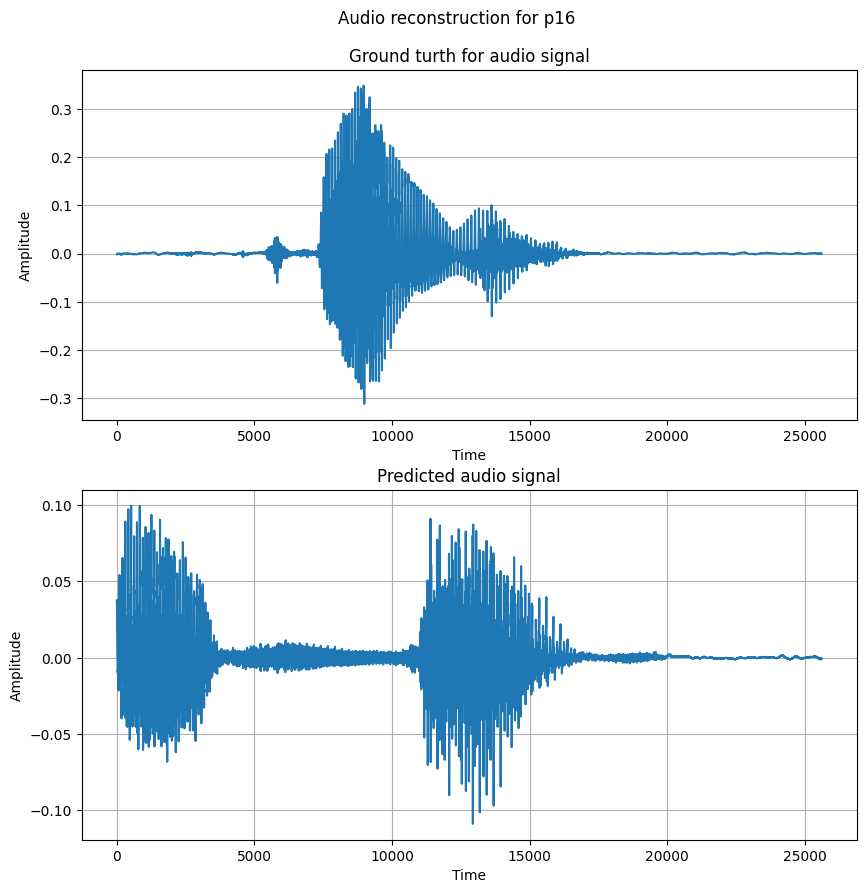 Audio reconstruction for p16
Ground turth for audio signal
0.3
0.2
0.1
0.0
−0.1
−0.2
−0.3
Amplitude
0 5000 10000 15000 20000 25000
Time
Predicted audio signal
0.10
0.05
0.00
−0.05
−0.10
Amplitude
0 5000 10000 15000 20000 25000
Time